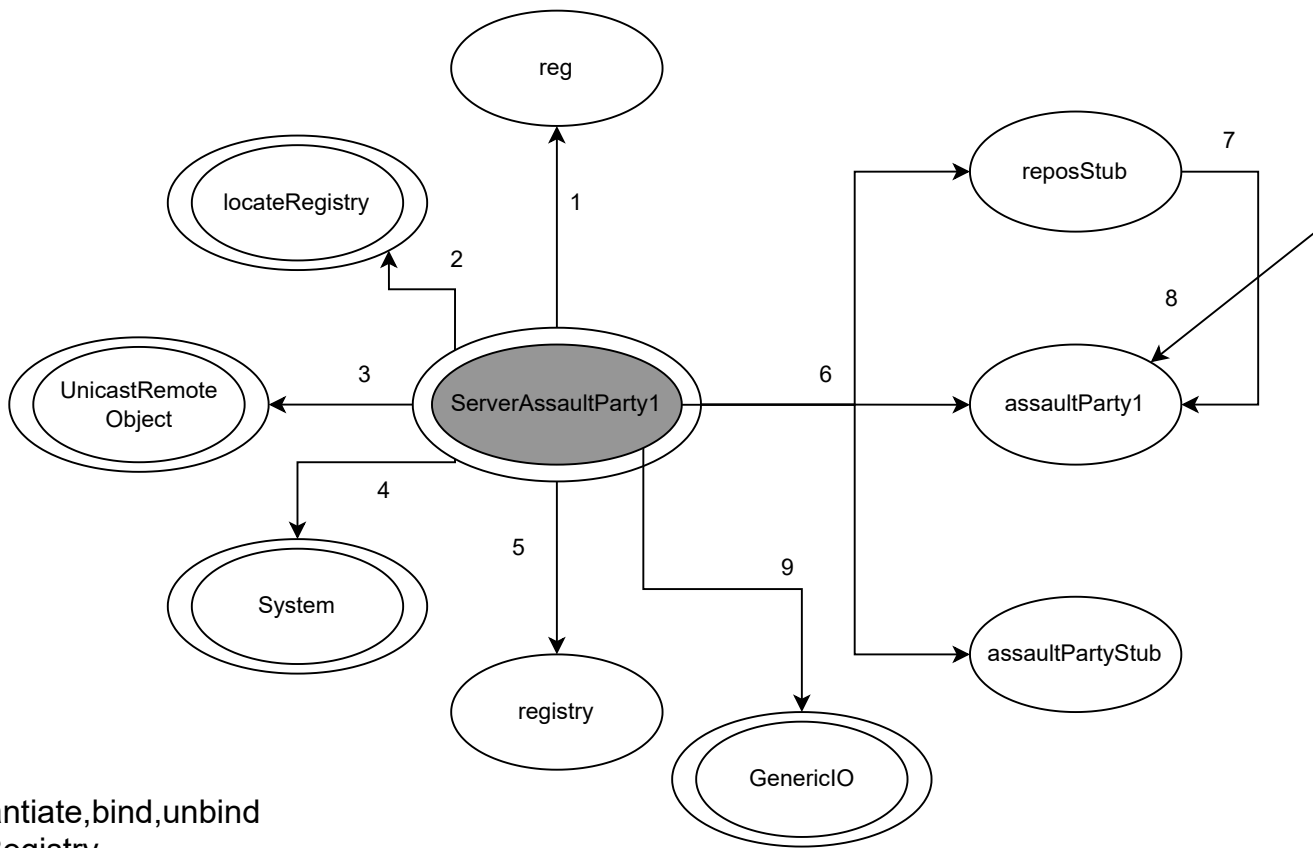 reg
reposStub
7
locateRegistry
1
2
8
UnicastRemote
Object
3
ServerAssaultParty1
6
assaultParty1
4
5
9
System
assaultPartyStub
registry
GenericIO
,bind,unbind